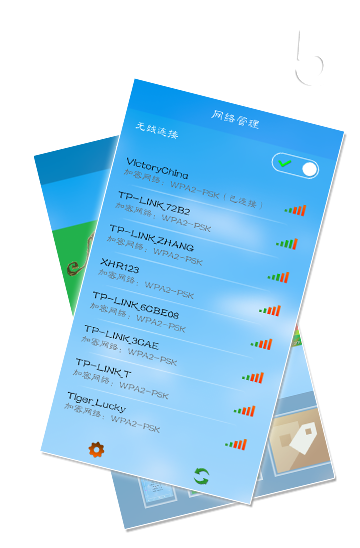 网络管理
无线连接
VictoryChina
加密网络：WPA2-PSK（已连接）
TP-LINK_72B2
加密网络：WPA2-PSK
TP-LINK_ZHANG
加密网络：WPA2-PSK
XHR123
加密网络：WPA2-PSK
TP-LINK_6CBE08
加密网络：WPA2-PSK
TP-LINK_3GAE
加密网络：WPA2-PSK
TP-LINK_T
加密网络：WPA2-PSK
Tiger_Lucky
加密网络：WPA2-PSK